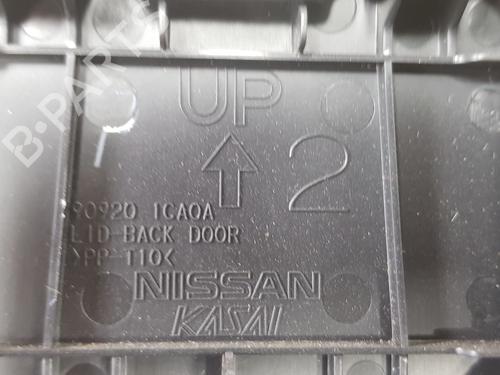 UP
2
90920 1CA0A
LID-BACK DOOR
>PP-T10<
NISSAN
KASAI
B-PARTS